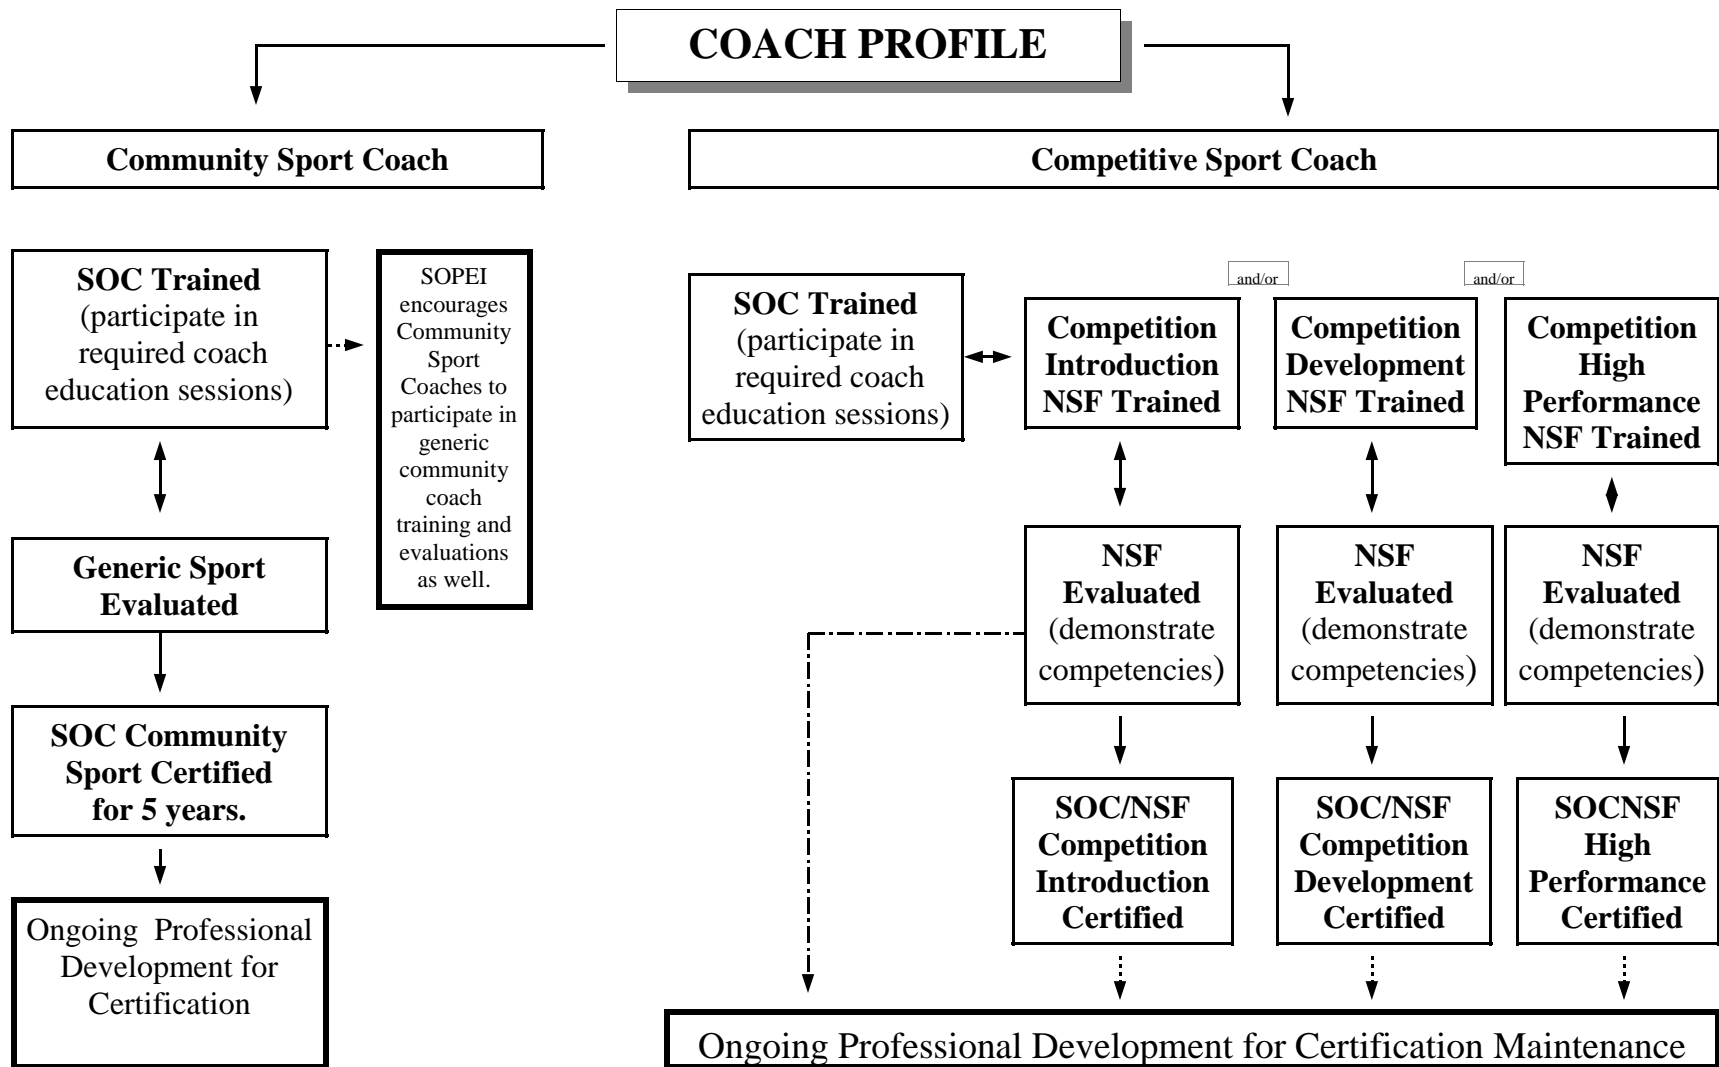 COACH PROFILE
Community Sport Coach
Competitive Sport Coach
SOC Trained
(participate in
required coach
education sessions)
SOPEI
encourages
Community
Sport
Coaches to
participate in
generic
community
coach
training and
evaluations
as well.
Generic Sport
Evaluated
SOC Community
Sport Certified
for 5 years.
Ongoing Professional
Development for
Certification
SOC Trained
(participate in
required coach
education sessions)
and/or
and/or
Competition
Introduction
NSF Trained
Competition
Development
NSF Trained
Competition
High
Performance
NSF Trained
NSF
Evaluated
(demonstrate
competencies)
NSF
Evaluated
(demonstrate
competencies)
NSF
Evaluated
(demonstrate
competencies)
SOC/NSF
Competition
Introduction
Certified
SOC/NSF
Competition
Development
Certified
SOCNSF
High
Performance
Certified
Ongoing Professional Development for Certification Maintenance